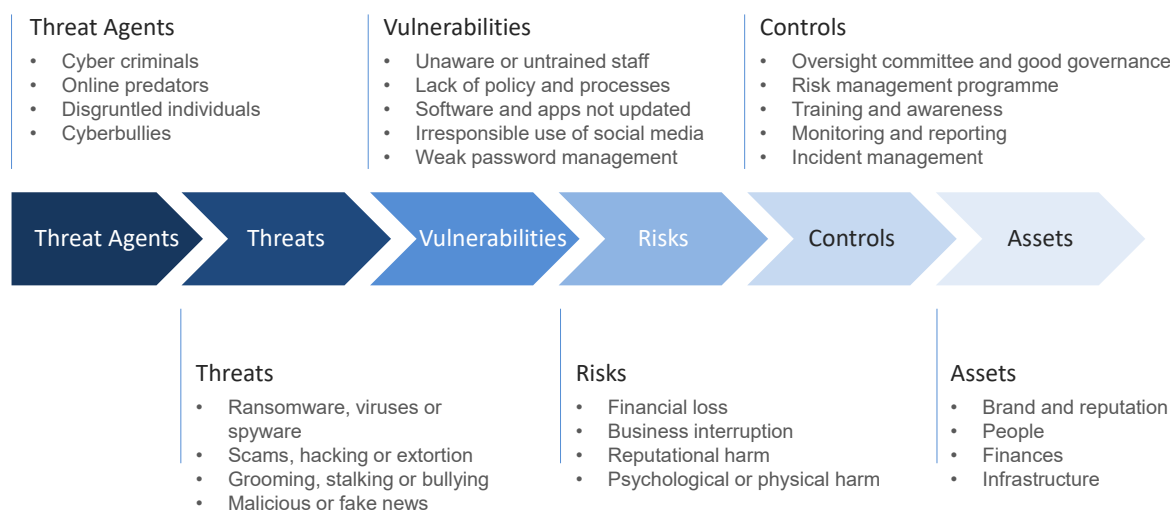 Threat Agents
• Cyber criminals
• Online predators
• Disgruntled individuals
• Cyberbullies
Vulnerabilities
• Unaware or untrained staff
• Lack of policy and processes
• Software and apps not updated
• Irresponsible use of social media
• Weak password management
Controls
• Oversight committee and good governance
• Risk management programme
• Training and awareness
• Monitoring and reporting
• Incident management
Threat Agents
Threats
Vulnerabilities
Risks
Controls
Assets
Threats
• Ransomware, viruses or
spyware
• Scams, hacking or extortion
• Grooming, stalking or bullying
• Malicious or fake news
Risks
• Financial loss
• Business interruption
• Reputational harm
• Psychological or physical harm
Assets
• Brand and reputation
• People
• Finances
• Infrastructure